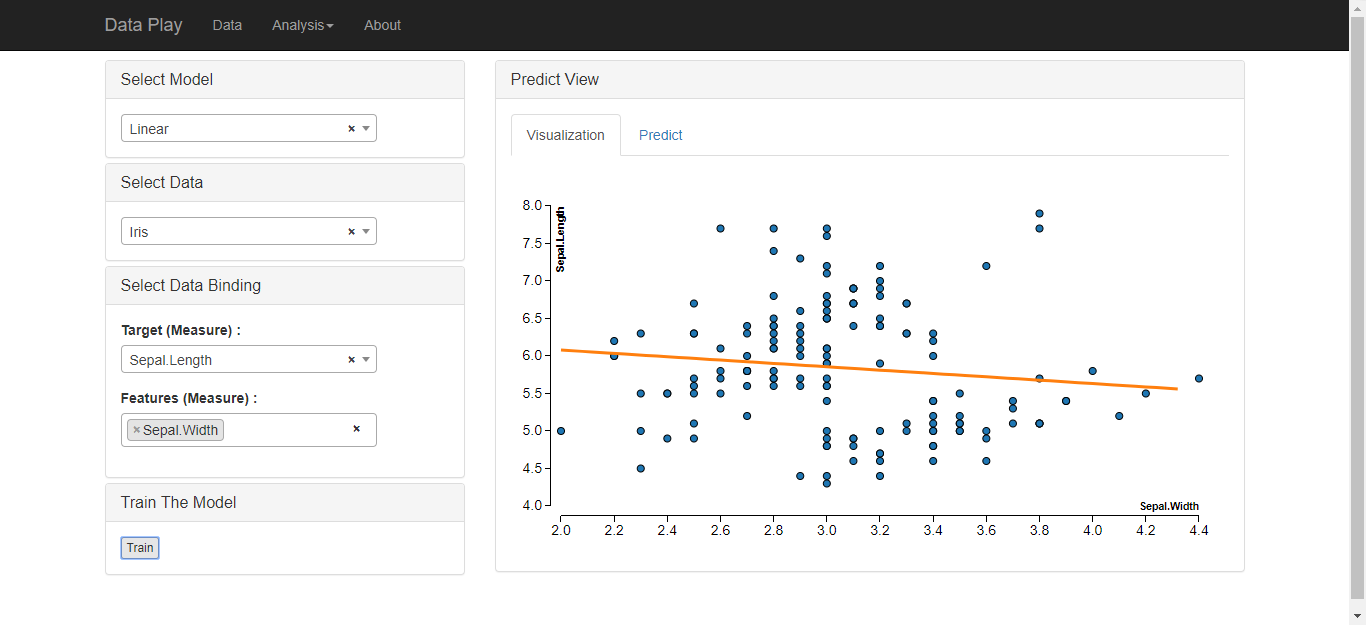 Data Play Data Analysis About
Select Model
Linear ×
Select Data
Iris ×
Select Data Binding
Target (Measure) :
Sepal.Length ×
Features (Measure) :
×Sepal.Width ×
Train The Model
Train
Predict View
Visualization Predict
8.0
7.5
7.0
6.5
6.0
5.5
5.0
4.5
4.0
Sepal.Length
Sepal.Width
2.0 2.2 2.4 2.6 2.8 3.0 3.2 3.4 3.6 3.8 4.0 4.2 4.4